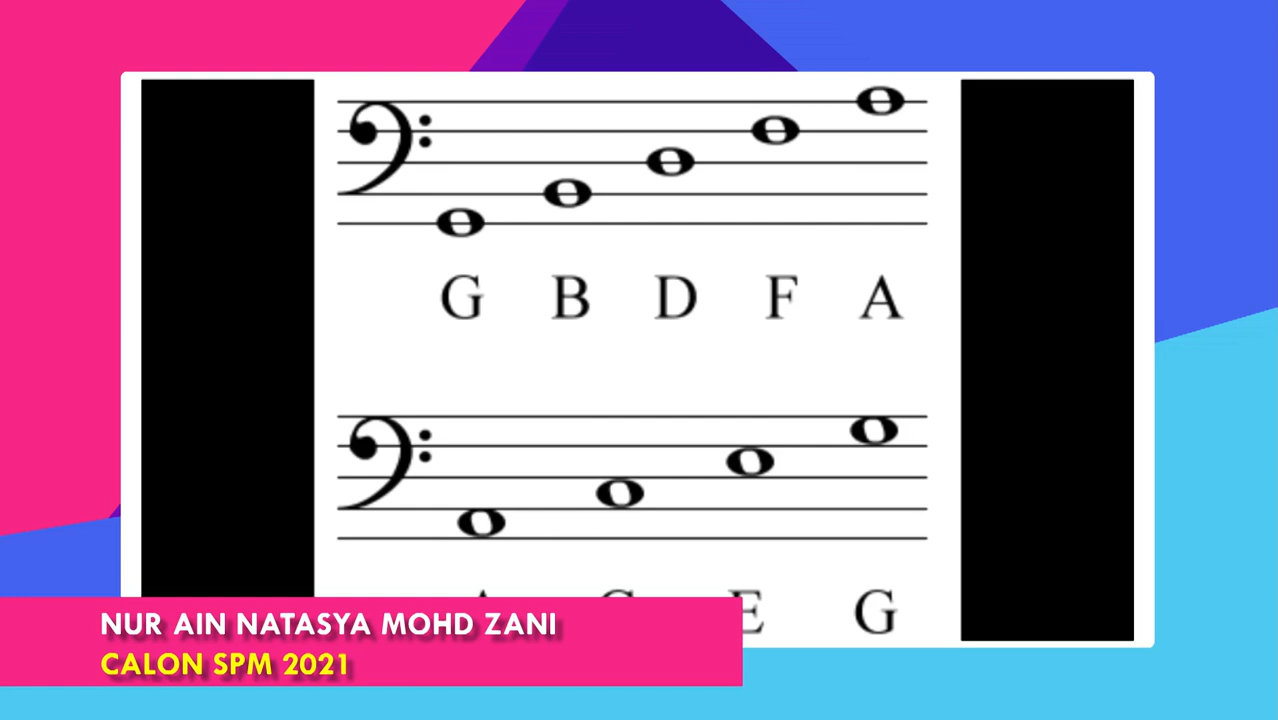 G B D F A
E G
NUR AIN NATASYA MOHD ZANI
CALON SPM 2021